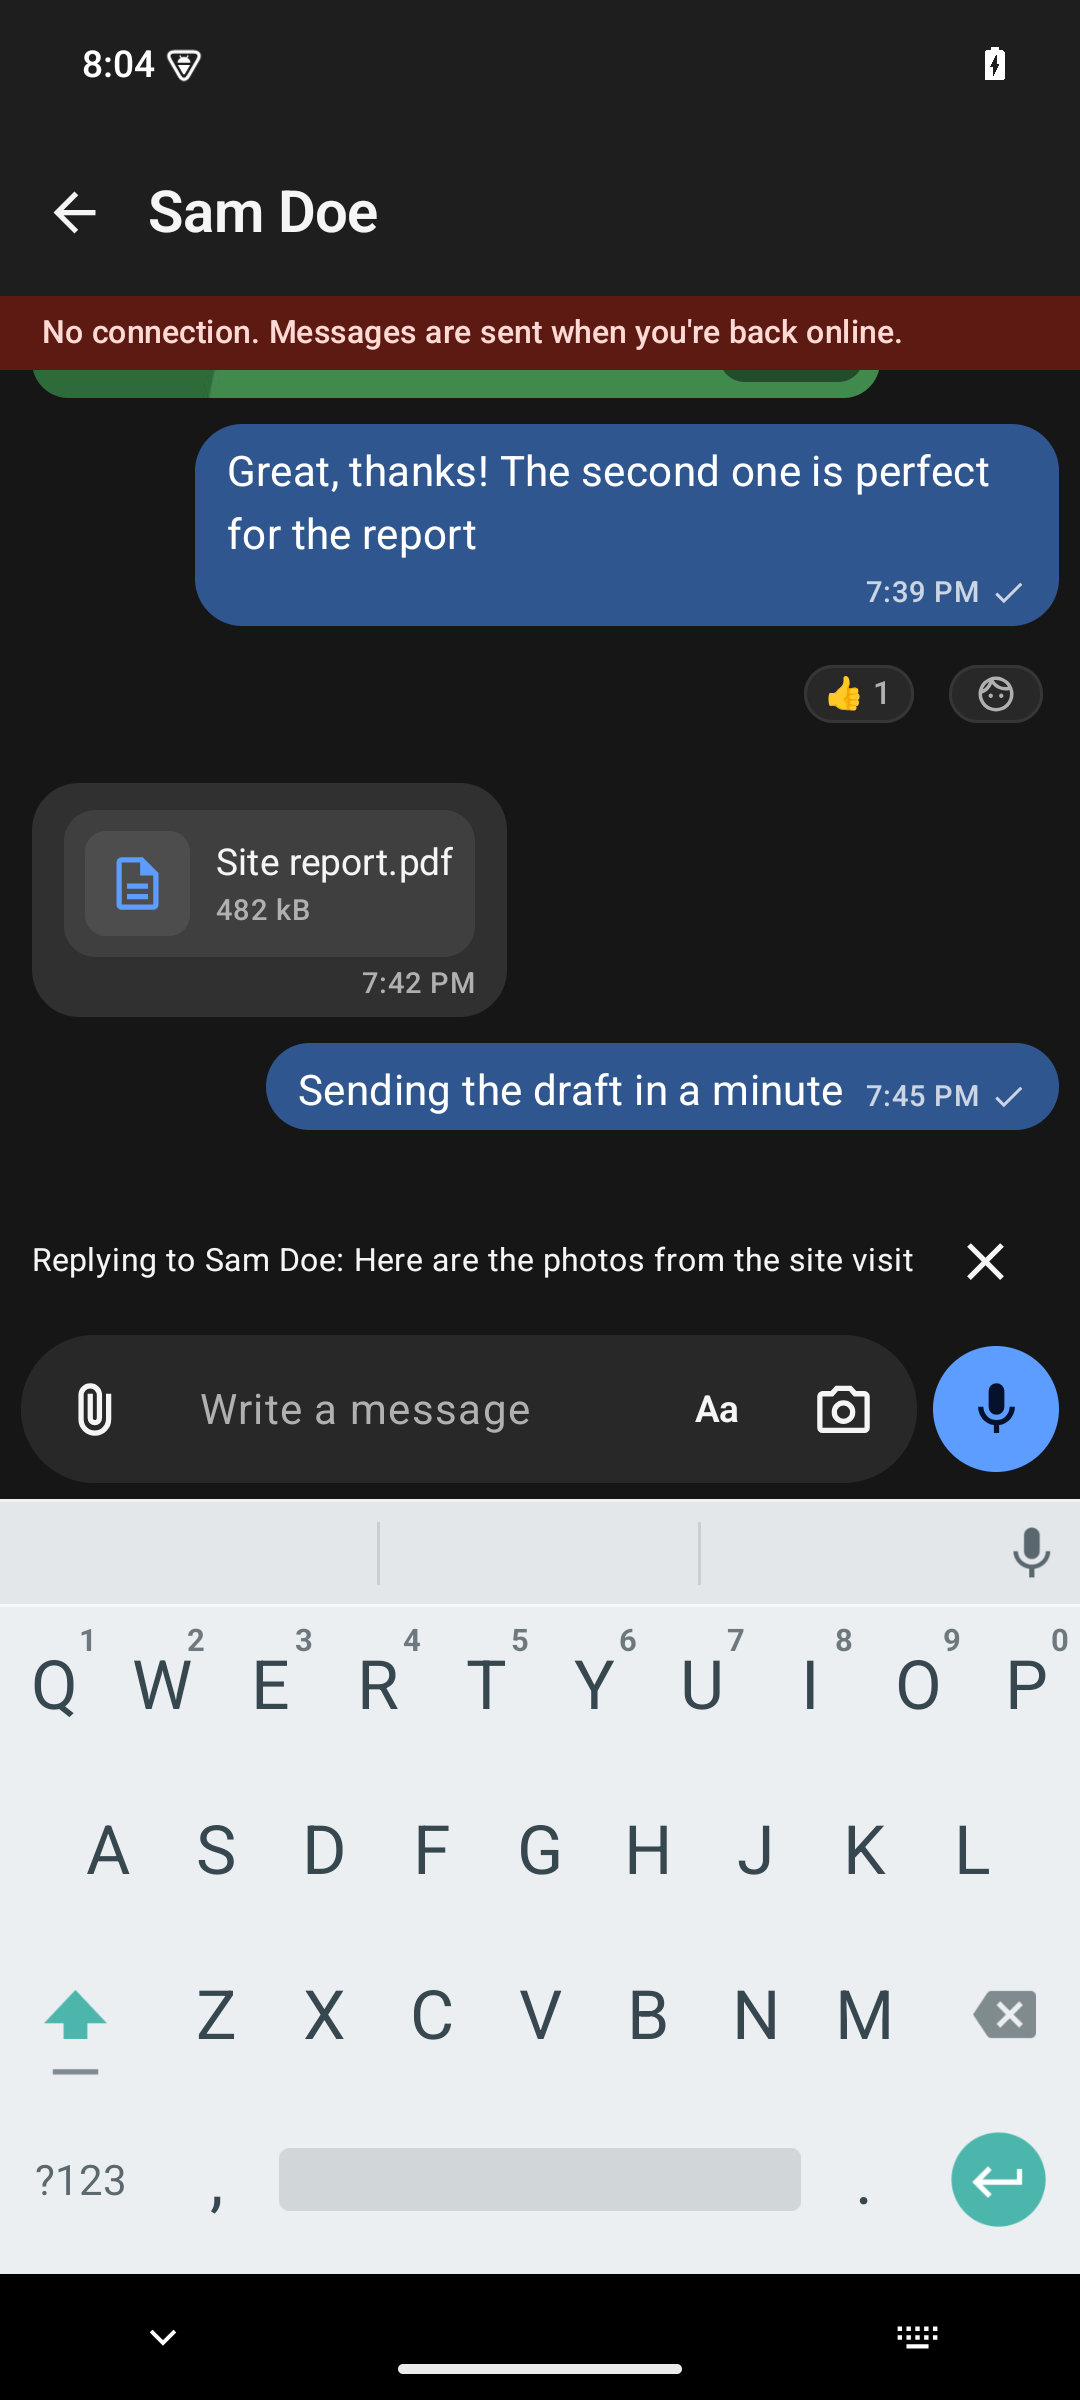 8:04
Sam Doe
No connection. Messages are sent when you're back online.
Great, thanks! The second one is perfect
for the report
7:39 PM
👍 1
Site report.pdf
482 kB
7:42 PM
Sending the draft in a minute 7:45 PM
Replying to Sam Doe: Here are the photos from the site visit
Write a message Aa
1 2 3 4 5 6 7 8 9 0
Q W E R T Y U I O P
A S D F G H J K L
Z X C V B N M
?123 , .